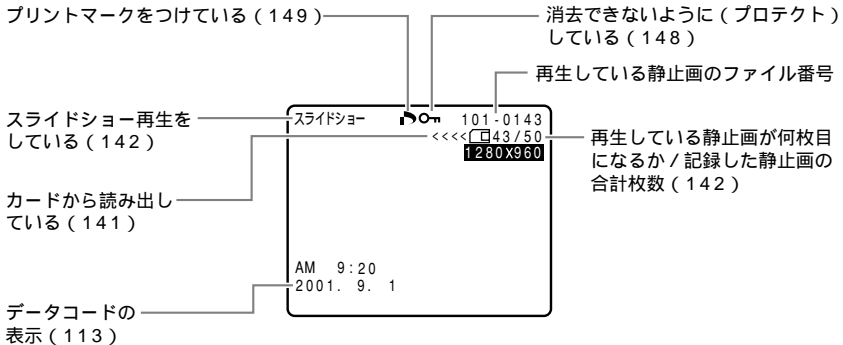 プリントマークをつけている(149)
消去できないように(プロテクト)
している(148)
再生している静止画のファイル番号
スライドショー再生を
している(142)
スライドショー
101-0143
<<<<
43/50
1280X960
再生している静止画が何枚目
になるか/記録した静止画の
合計枚数(142)
カードから読み出し
ている(141)
AM 9:20
2001. 9. 1
データコードの
表示(113)